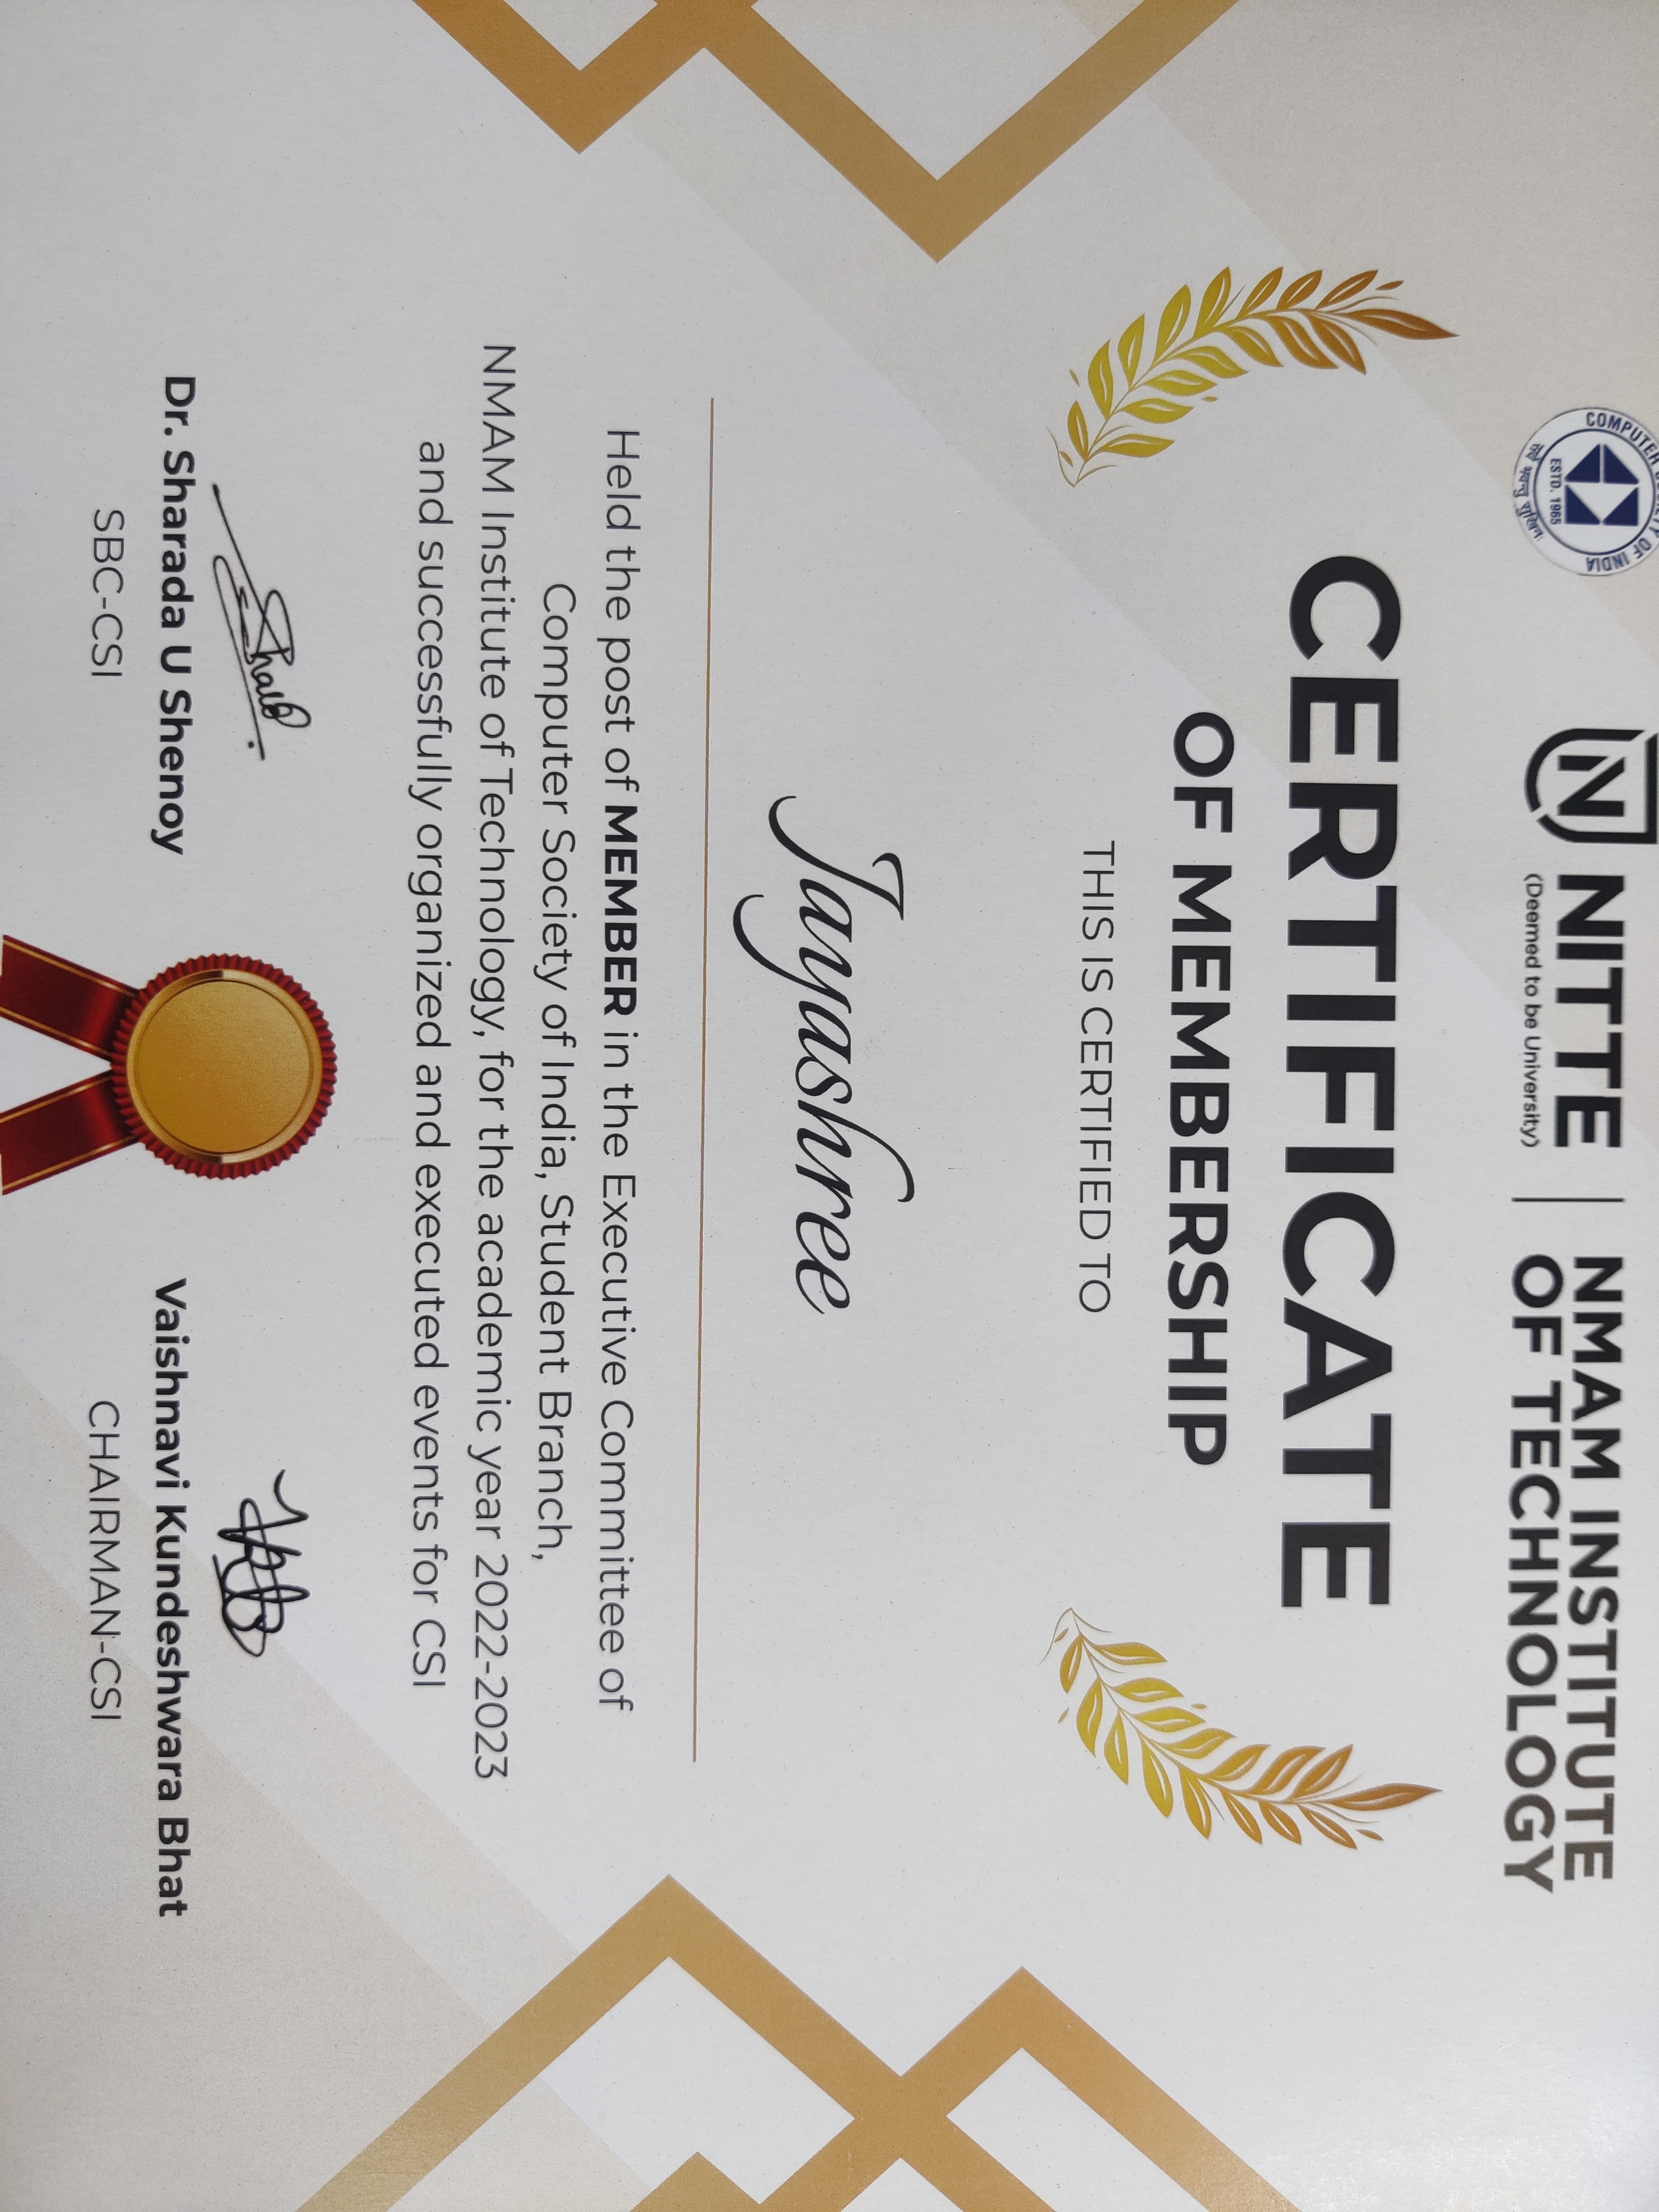 COMPUTER SOCIETY OF INDIA
ESTD. 1965
सर्वे भवन्तु सुखिनः
N NITTE
(Deemed to be University)
NMAM INSTITUTE
OF TECHNOLOGY
CERTIFICATE
OF MEMBERSHIP
THIS IS CERTIFIED TO
Jayashree
Held the post of MEMBER in the Executive Committee of
Computer Society of India, Student Branch,
NMAM Institute of Technology, for the academic year 2022-2023
and successfully organized and executed events for CSI
Dr. Sharada U Shenoy
SBC-CSI
Vaishnavi Kundeshwara Bhat
CHAIRMAN-CSI